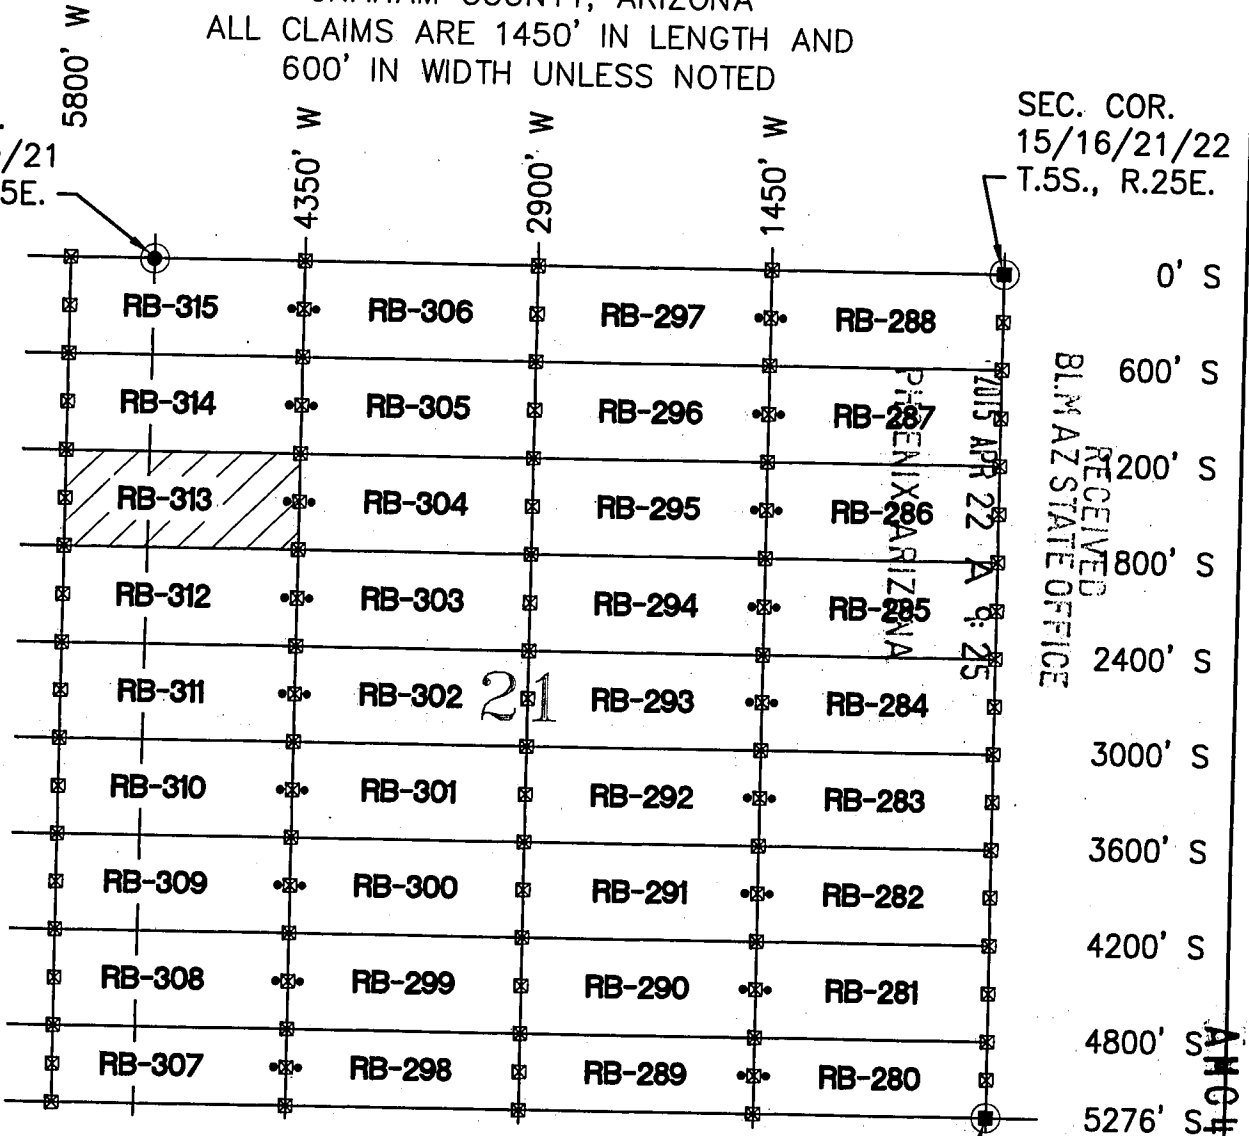 GRAHAM COUNTY, ARIZONA
ALL CLAIMS ARE 1450' IN LENGTH AND
600' IN WIDTH UNLESS NOTED
5800' W
4350' W
2900' W
1450' W
/21
5E.
SEC. COR.
15/16/21/22
T.5S., R.25E.
0' S
RB-315 RB-306 RB-297 RB-288
600' S
RB-314 RB-305 RB-296 RB-287
1200' S
RB-313 RB-304 RB-295 RB-286
1800' S
RB-312 RB-303 RB-294 RB-285
2400' S
RB-311 RB-302 21 RB-293 RB-284
3000' S
RB-310 RB-301 RB-292 RB-283
3600' S
RB-309 RB-300 RB-291 RB-282
4200' S
RB-308 RB-299 RB-290 RB-281
4800' S
RB-307 RB-298 RB-289 RB-280
5276' S
RECEIVED
BLM AZ STATE OFFICE
2015 APR 22 A 9: 25
PHOENIX ARIZONA
AMC